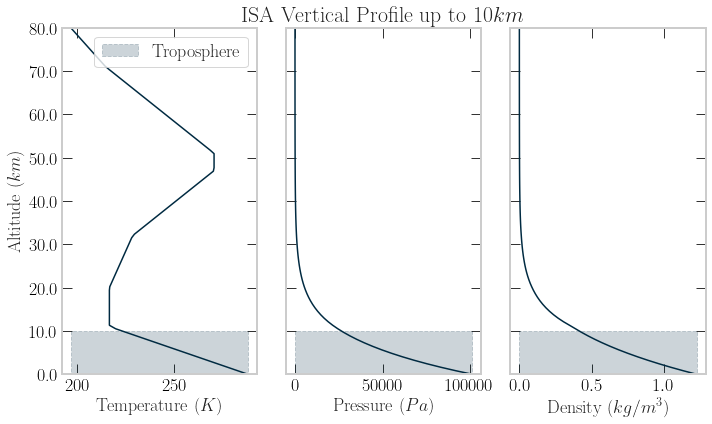 ISA Vertical Profile up to 10km
Troposphere
80.0
70.0
60.0
50.0
40.0
30.0
20.0
10.0
0.0
Altitude (km)
200 250
0 50000 100000
0.0 0.5 1.0
Temperature (K)
Pressure (Pa)
Density (kg/m³)